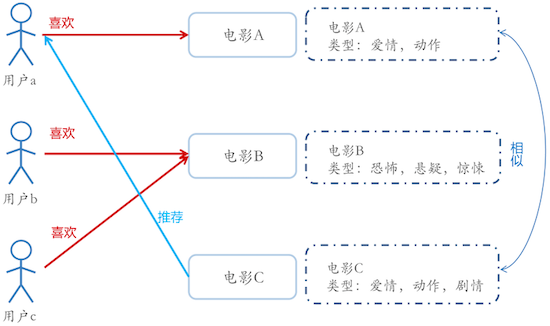 喜欢
用户a
电影A
电影A
类型：爱情，动作
喜欢
用户b
电影B
电影B
类型：恐怖，悬疑，惊悚
相似
推荐
喜欢
用户c
电影C
电影C
类型：爱情，动作，剧情